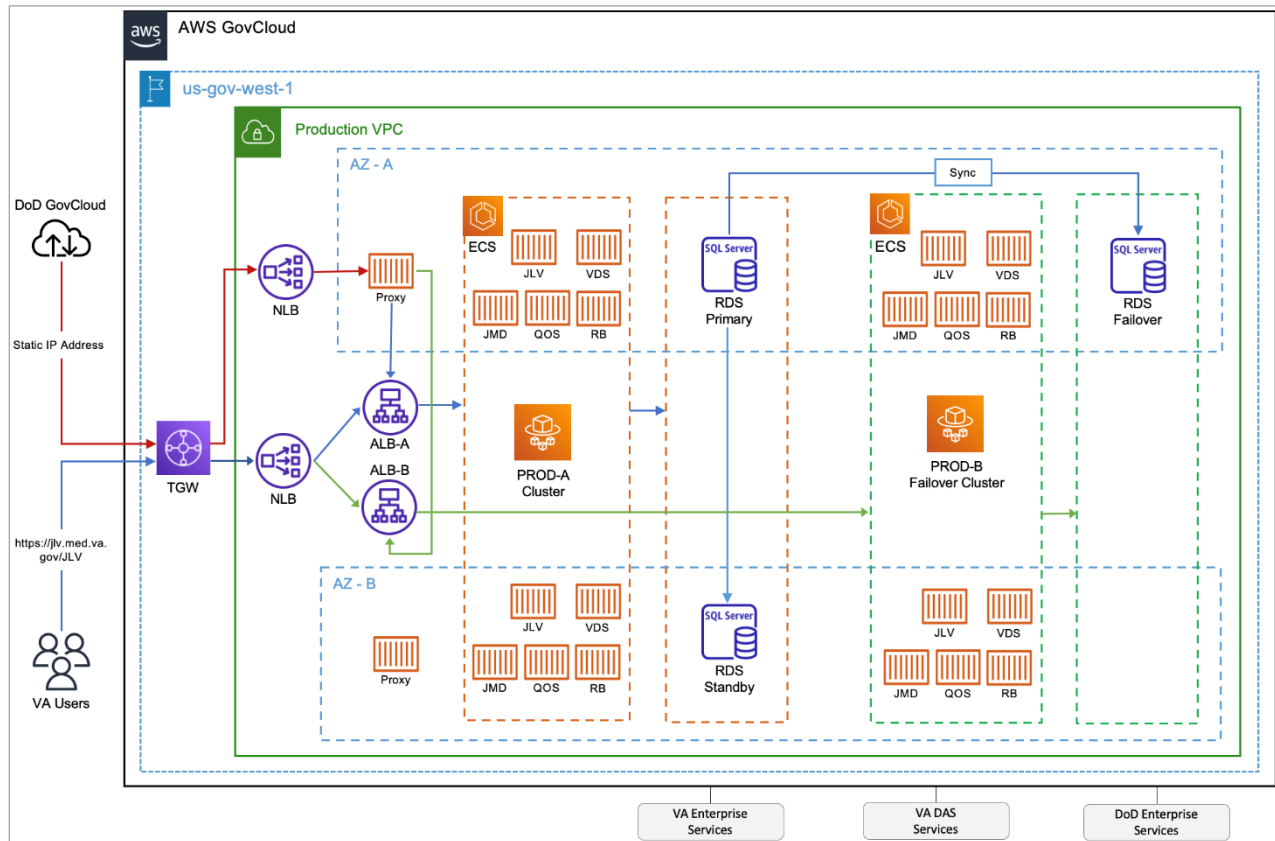 aws
AWS GovCloud
us-gov-west-1
Production VPC
AZ - A
Sync
DoD GovCloud
Static IP Address
TGW
https://jlv.med.va.
gov/JLV
VA Users
NLB
NLB
Proxy
ALB-A
ALB-B
ECS
JLV
VDS
JMD
QOS
RB
PROD-A
Cluster
SQL Server
RDS
Primary
ECS
JLV
VDS
JMD
QOS
RB
PROD-B
Failover Cluster
SQL Server
RDS
Failover
AZ - B
Proxy
JLV
VDS
JMD
QOS
RB
SQL Server
RDS
Standby
JLV
VDS
JMD
QOS
RB
VA Enterprise
Services
VA DAS
Services
DoD Enterprise
Services